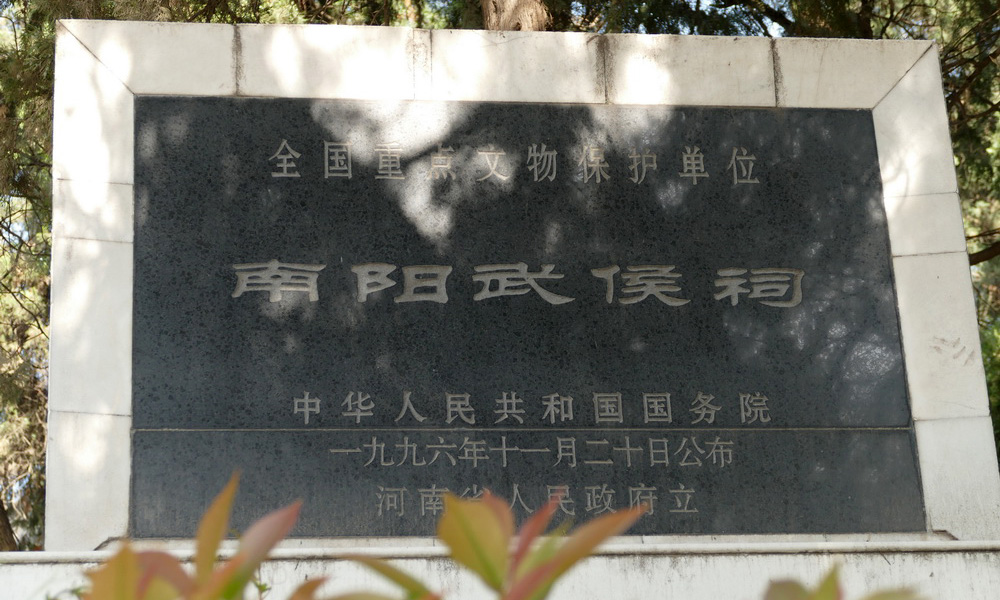 全国重点文物保护单位
南阳武侯祠
中华人民共和国国务院
一九九六年十一月二十日公布
河南省人民政府立